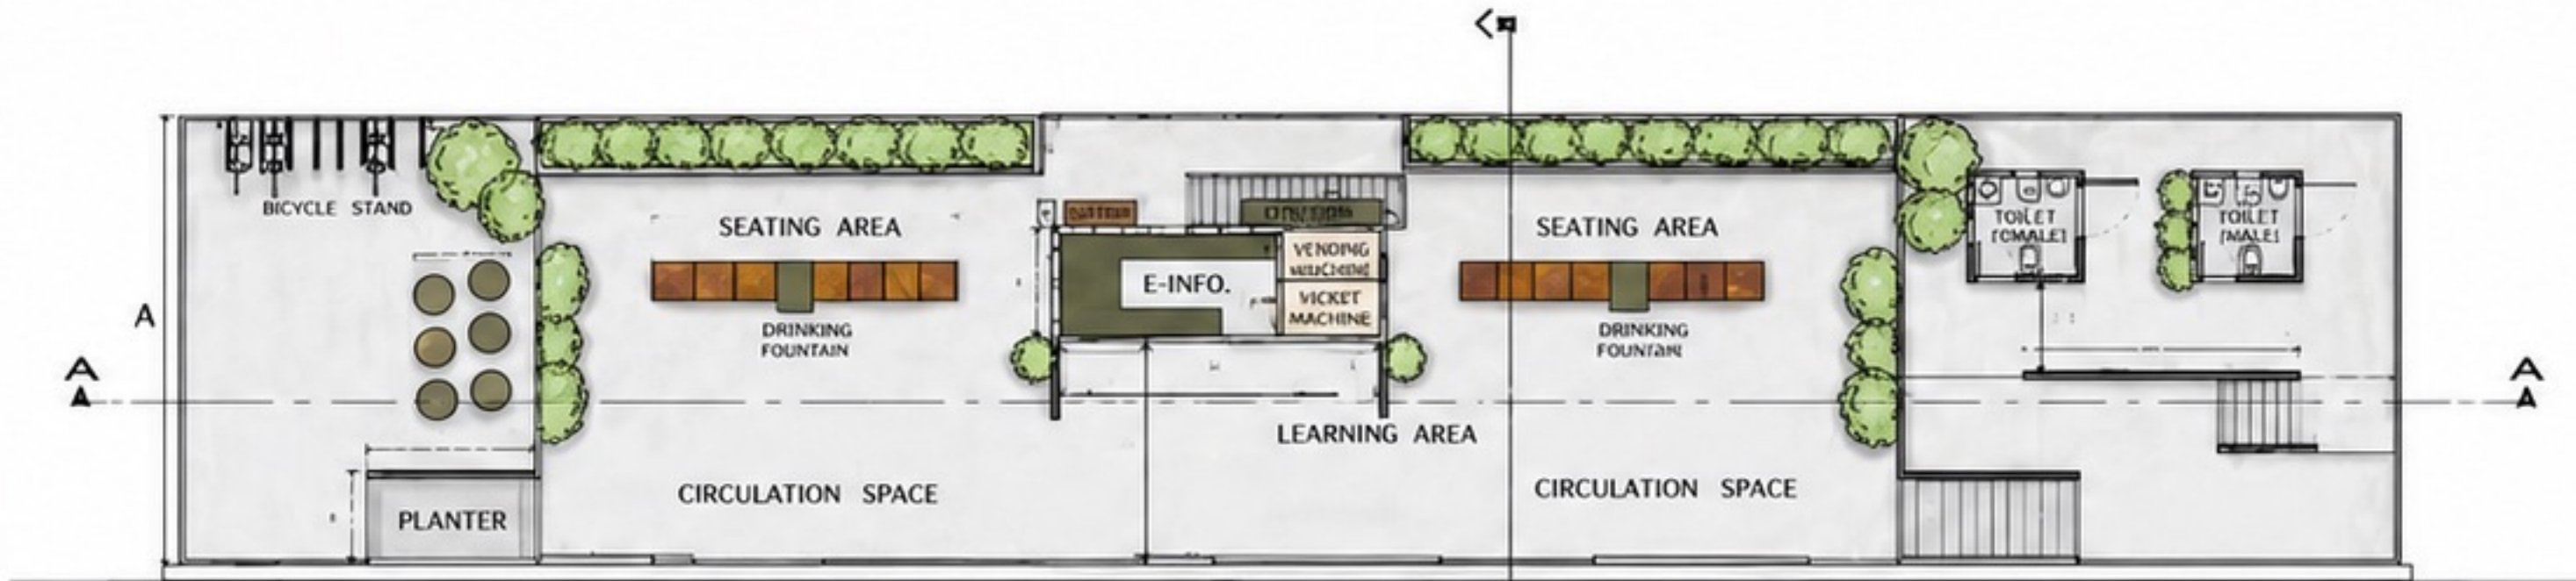 BICYCLE STAND
SEATING AREA
DRINKING
FOUNTAIN
E-INFO.
VENDING
VICKET
MACHINE
SEATING AREA
DRINKING
TOILET
TOILET
A
A
A
LEARNING AREA
CIRCULATION SPACE
CIRCULATION SPACE
PLANTER